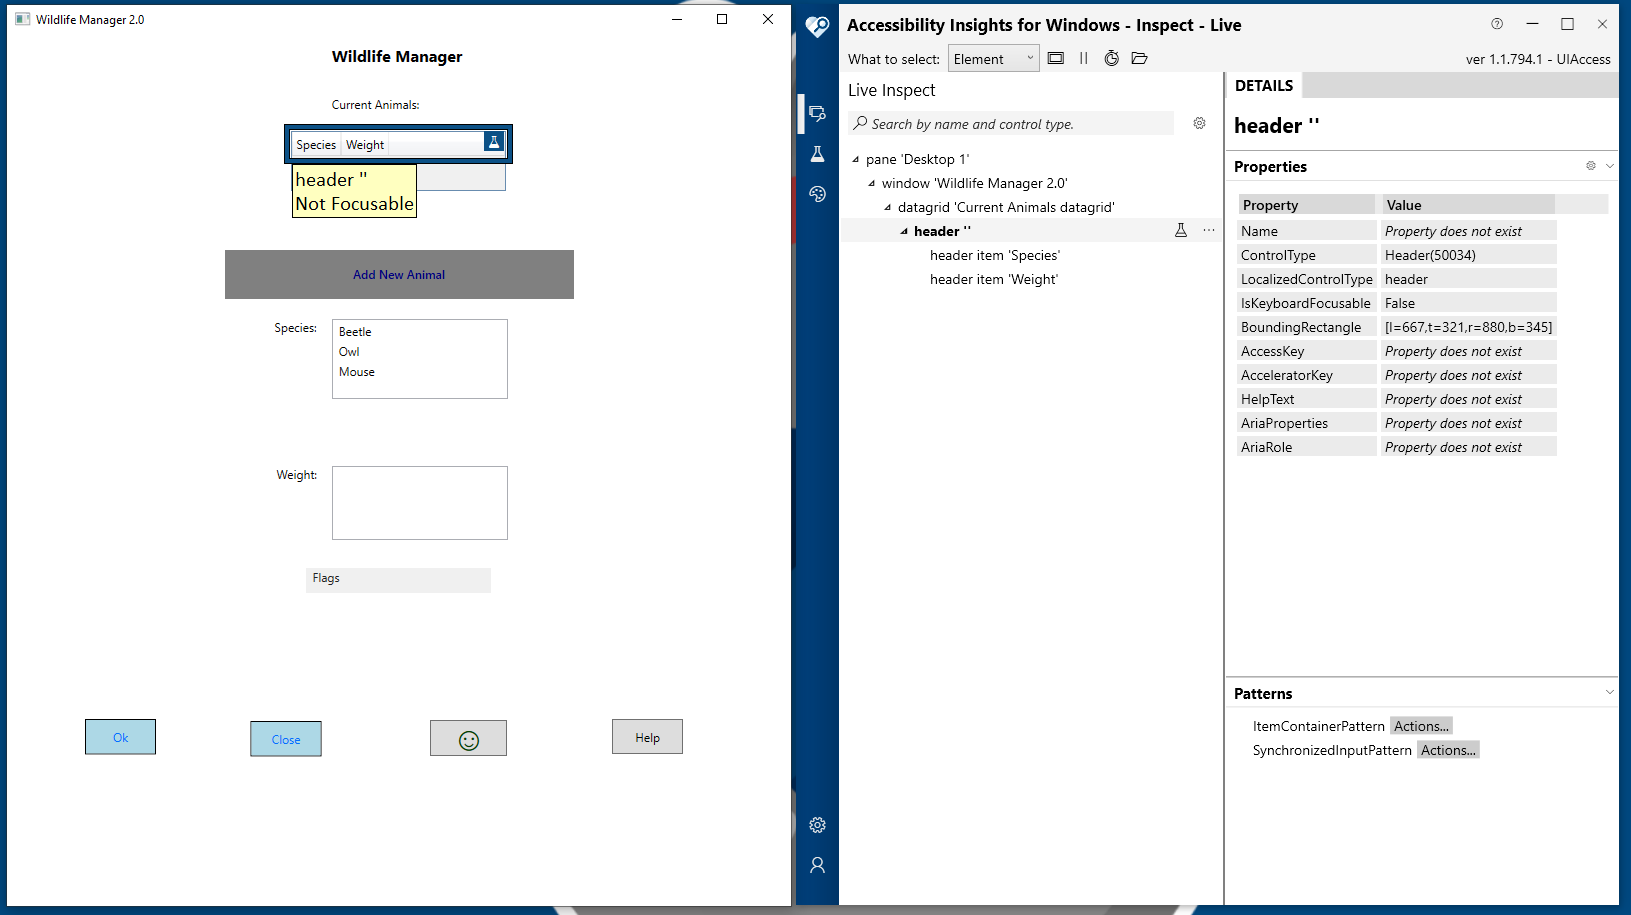 Wildlife Manager 2.0
Wildlife Manager
Current Animals:
Species Weight
header ''
Not Focusable
Add New Animal
Species:
Beetle
Owl
Mouse
Weight:
Flags
Ok
Close
Help
Accessibility Insights for Windows - Inspect - Live
What to select: Element
ver 1.1.794.1 - UIAccess
Live Inspect
Search by name and control type.
pane 'Desktop 1'
window 'Wildlife Manager 2.0'
datagrid 'Current Animals datagrid'
header ''
header item 'Species'
header item 'Weight'
DETAILS
header ''
Properties
Property Value
Name Property does not exist
ControlType Header(50034)
LocalizedControlType header
IsKeyboardFocusable False
BoundingRectangle [l=667,t=321,r=880,b=345]
AccessKey Property does not exist
AcceleratorKey Property does not exist
HelpText Property does not exist
AriaProperties Property does not exist
AriaRole Property does not exist
Patterns
ItemContainerPattern Actions...
SynchronizedInputPattern Actions...